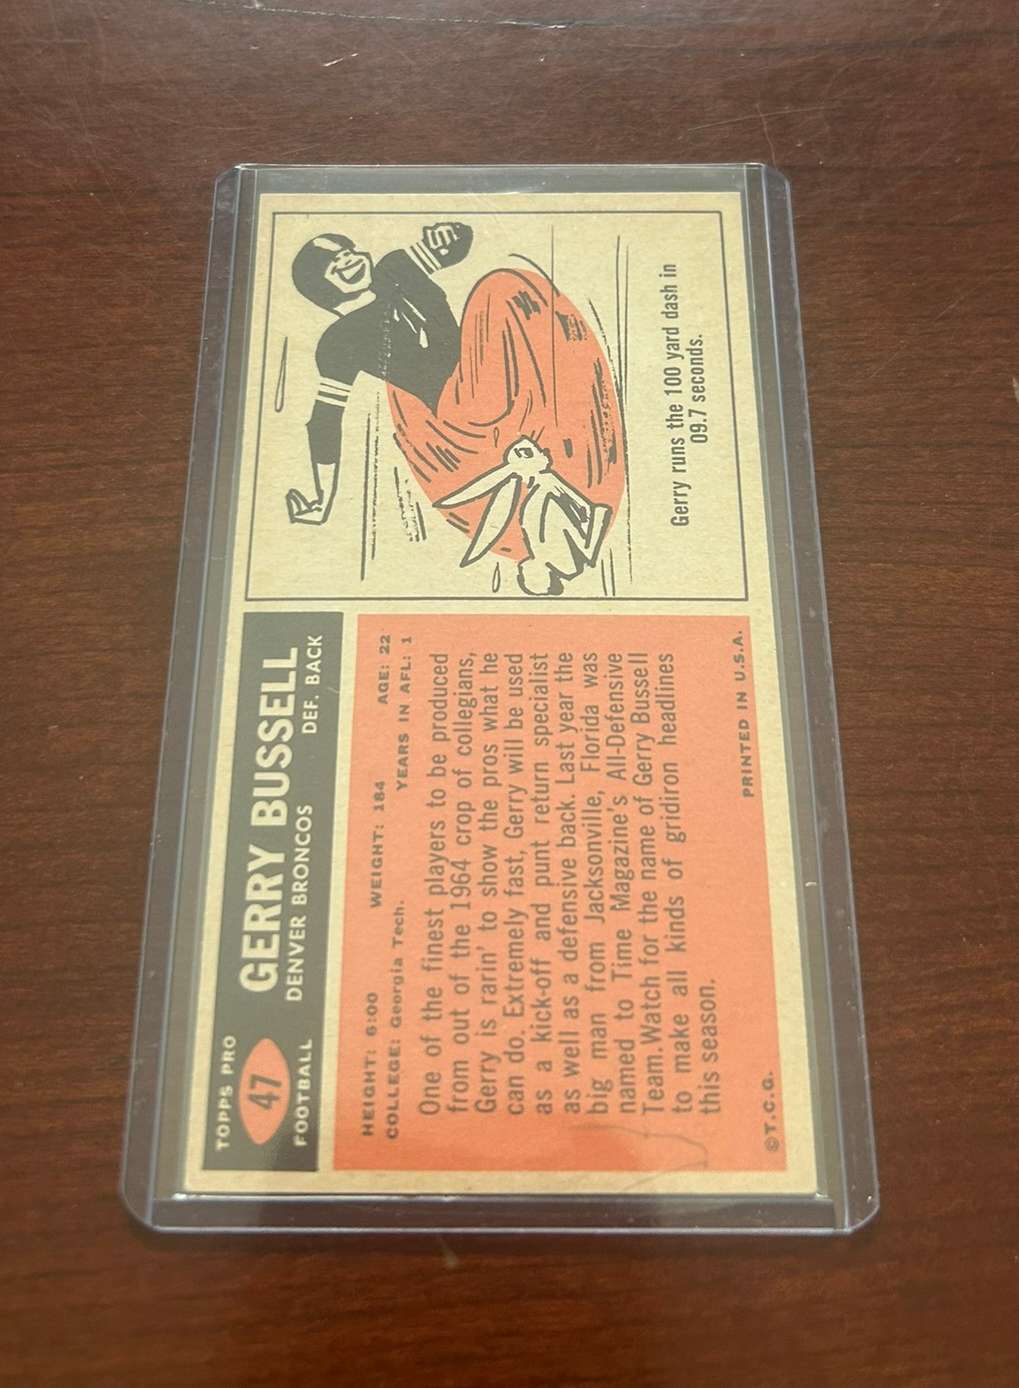 TOPPS PRO
47
FOOTBALL
GERRY BUSSELL
DENVER BRONCOS DEF. BACK
HEIGHT: 6:00 WEIGHT: 184 AGE: 22
COLLEGE: Georgia Tech. YEARS IN AFL: 1
One of the finest players to be produced
from out of the 1964 crop of collegians,
Gerry is rarin' to show the pros what he
can do. Extremely fast, Gerry will be used
as a kick-off and punt return specialist
as well as a defensive back. Last year the
big man from Jacksonville, Florida was
named to Time Magazine's All-Defensive
Team. Watch for the name of Gerry Bussell
to make all kinds of gridiron headlines
this season.
©T.C.G. PRINTED IN U.S.A.
Gerry runs the 100 yard dash in
09.7 seconds.